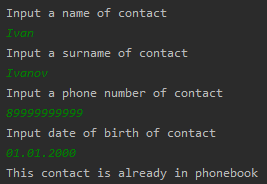 Input a name of contact
Ivan
Input a surname of contact
Ivanov
Input a phone number of contact
89999999999
Input date of birth of contact
01.01.2000
This contact is already in phonebook